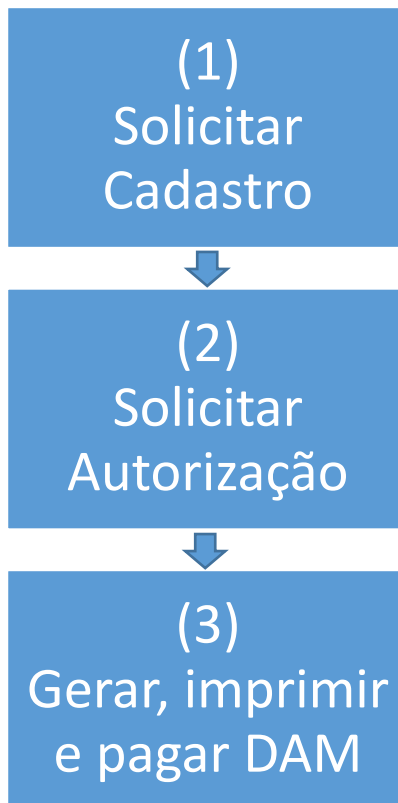 (1)
Solicitar
Cadastro
(2)
Solicitar
Autorização
(3)
Gerar, imprimir
e pagar DAM